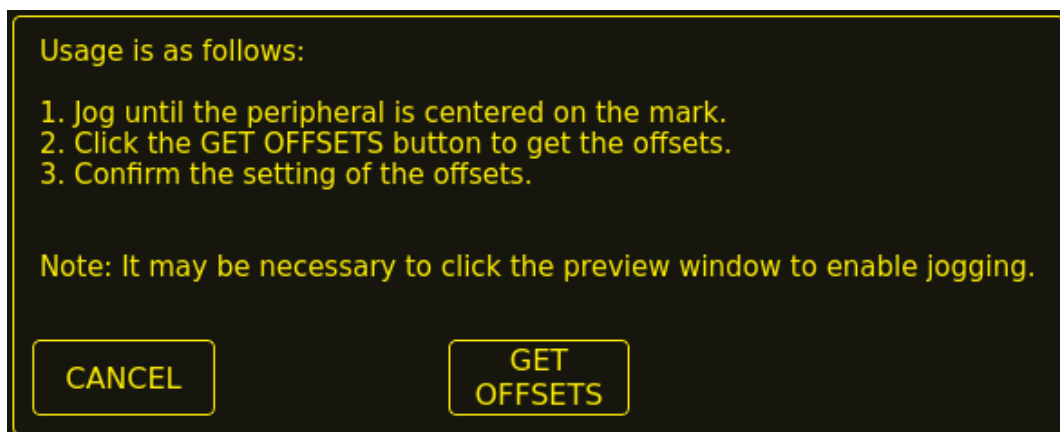 Usage is as follows:
1. Jog until the peripheral is centered on the mark.
2. Click the GET OFFSETS button to get the offsets.
3. Confirm the setting of the offsets.
Note: It may be necessary to click the preview window to enable jogging.
CANCEL
GET
OFFSETS